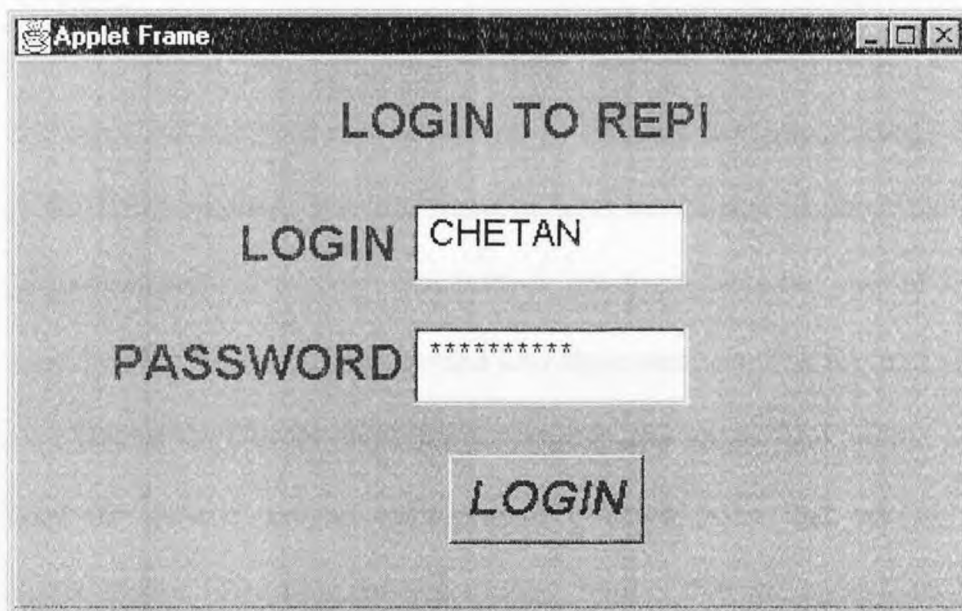 Applet Frame
LOGIN TO REPI
LOGIN CHETAN
PASSWORD **********
LOGIN